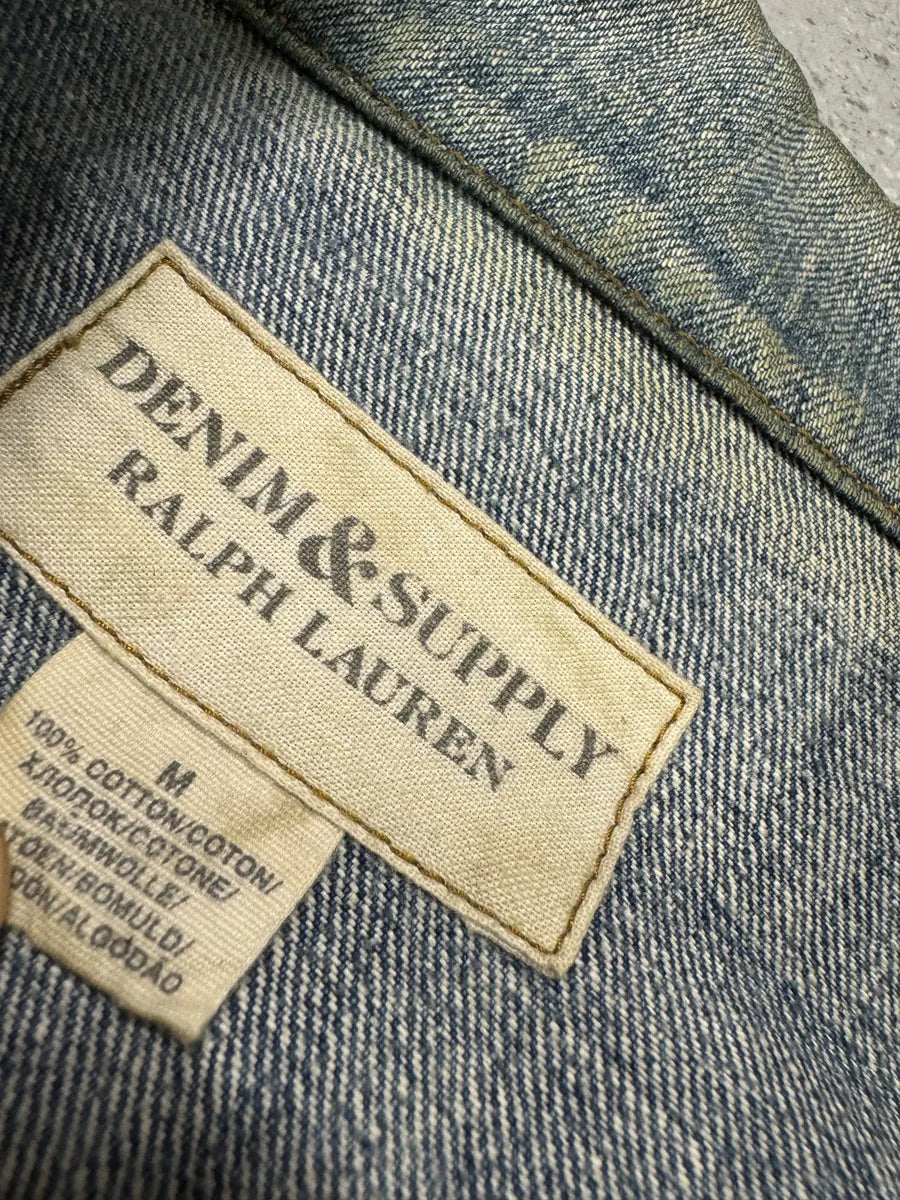 DENIM & SUPPLY
RALPH LAUREN
M
100% COTTON/COTON/
ХЛОПОК/COTONE/
BAUMWOLLE/
/BOMULD/
/ALGODÃO